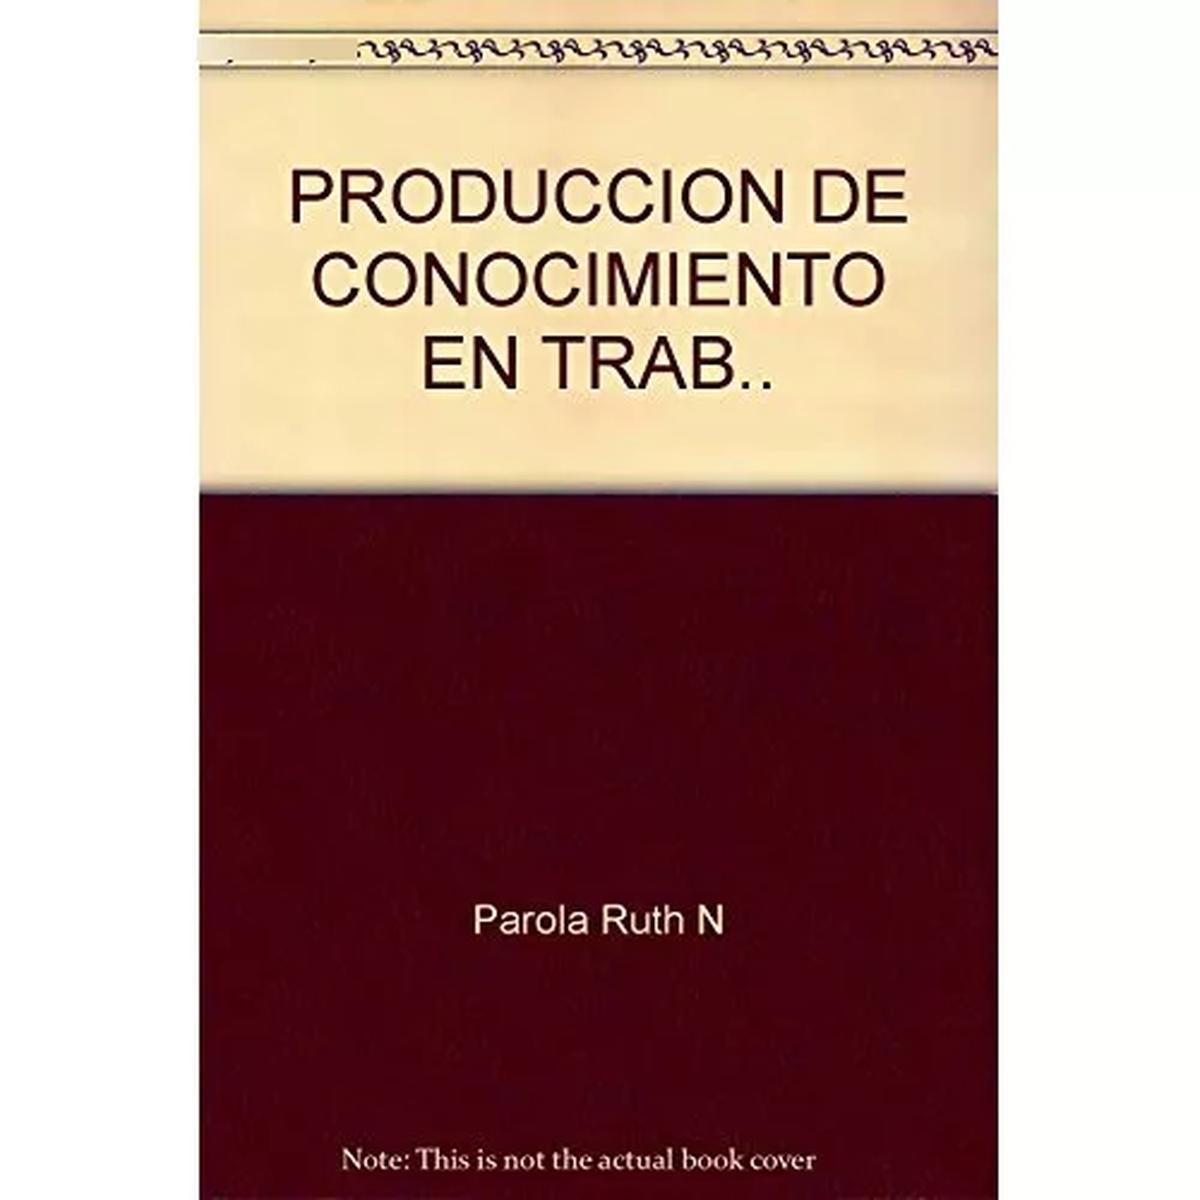 PRODUCCION DE
CONOCIMIENTO
EN TRAB..
Parola Ruth N
Note: This is not the actual book cover